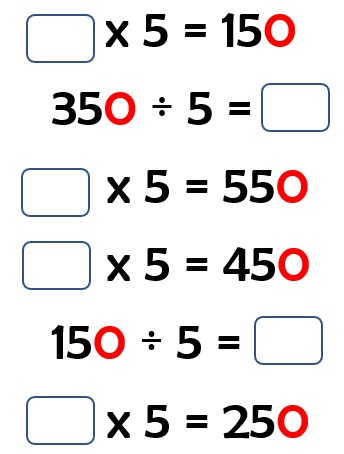 x 5 = 150
350 ÷ 5 =
x 5 = 550
x 5 = 450
150 ÷ 5 =
x 5 = 250